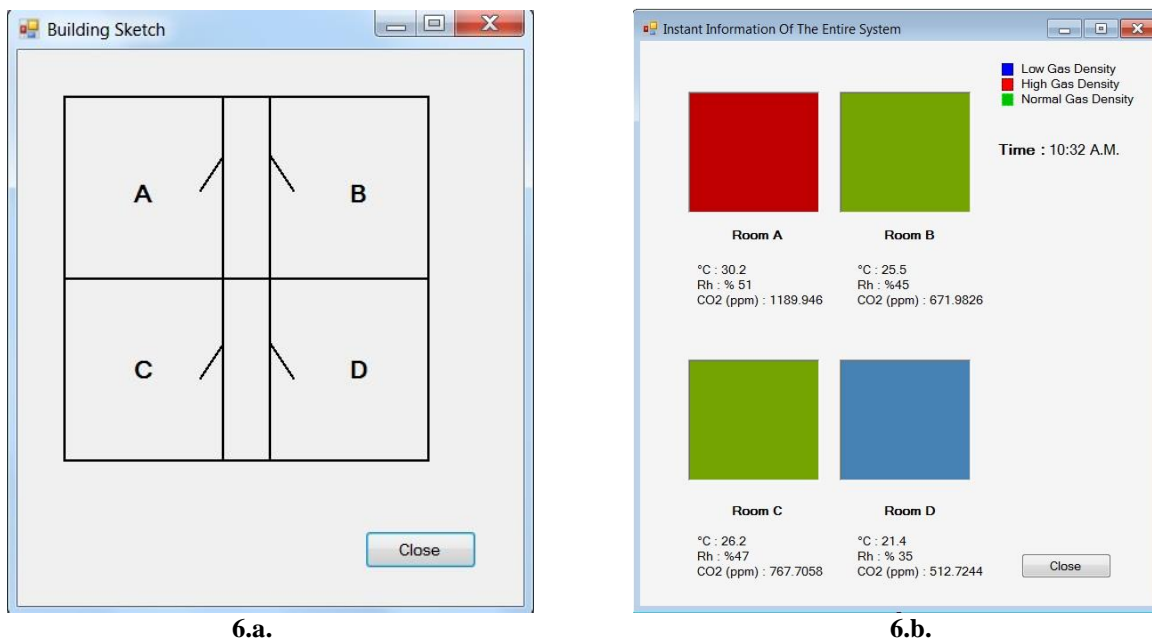 Building Sketch
A
B
C
D
Close
6.a.
Instant Information Of The Entire System
Low Gas Density
High Gas Density
Normal Gas Density
Time : 10:32 A.M.
Room A
°C : 30.2
Rh : % 51
CO2 (ppm) : 1189.946
Room B
°C : 25.5
Rh : %45
CO2 (ppm) : 671.9826
Room C
°C : 26.2
Rh : %47
CO2 (ppm) : 767.7058
Room D
°C : 21.4
Rh : % 35
CO2 (ppm) : 512.7244
Close
6.b.